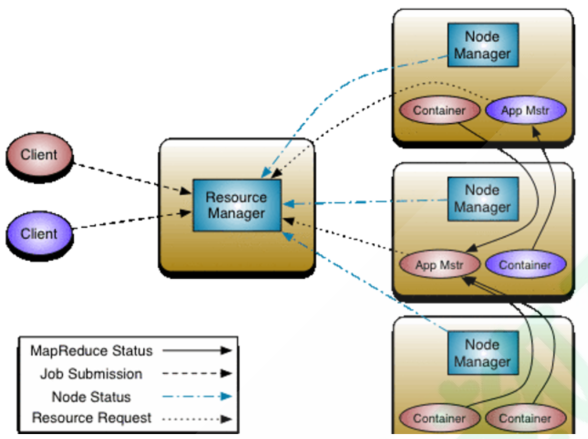 Node
Manager
Container
App Mstr
Client
Resource
Manager
Client
Node
Manager
App Mstr
Container
Node
Manager
Container
Container
MapReduce Status
Job Submission
Node Status
Resource Request